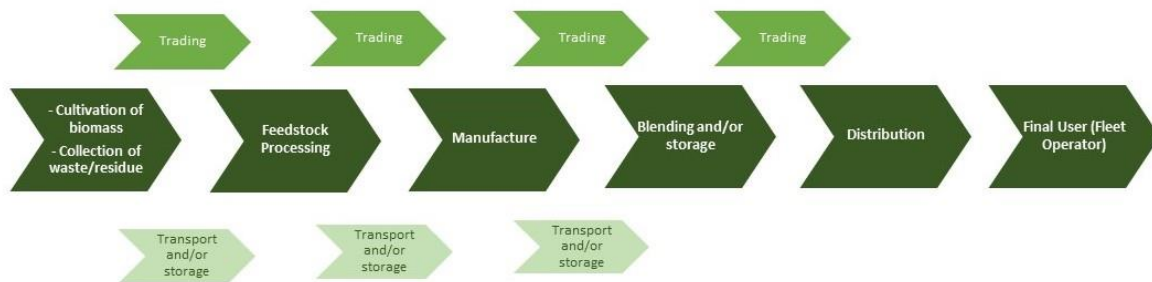 Trading
Trading
Trading
Trading
- Cultivation of
biomass
- Collection of
waste/residue
Feedstock
Processing
Manufacture
Blending and/or
storage
Distribution
Final User (Fleet
Operator)
Transport
and/or
storage
Transport
and/or
storage
Transport
and/or
storage